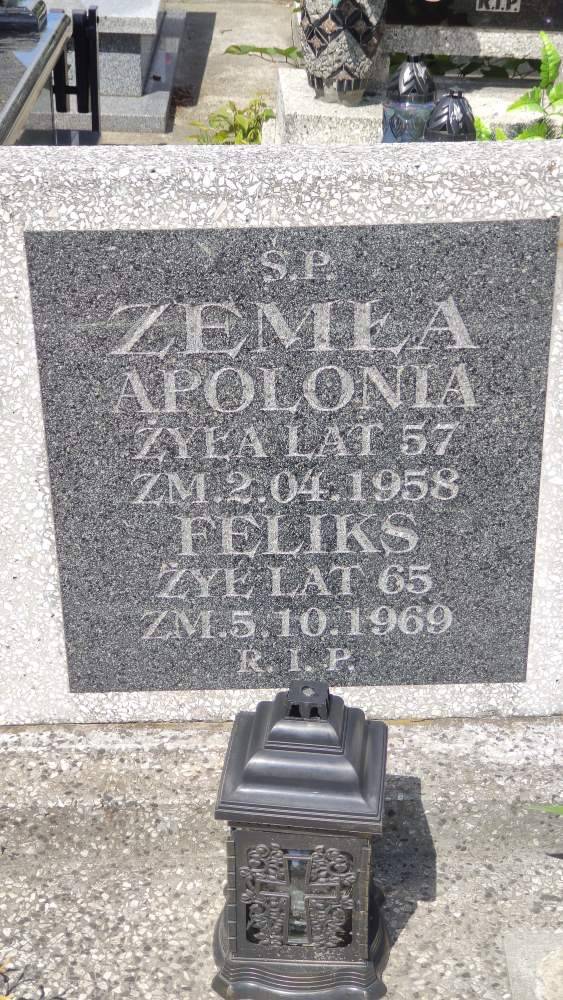 R.I.P.
Ś.P.
ZEMŁA
APOLONIA
ŻYŁA LAT 57
ZM.2.04.1958
FELIKS
ŻYŁ LAT 65
ZM.5.10.1969
R.I.P.